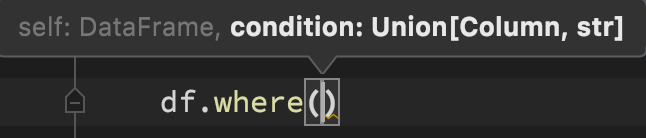 self: DataFrame, condition: Union[Column, str]
df.where()